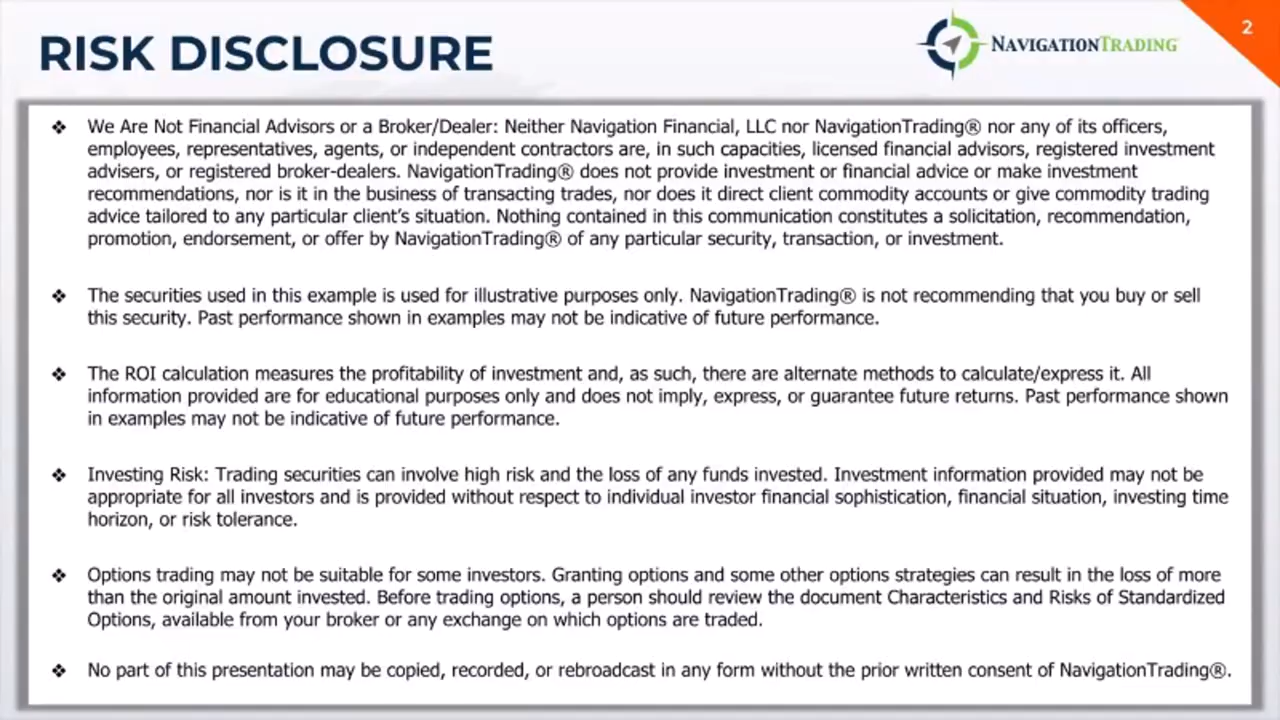 2
RISK DISCLOSURE
NAVIGATIONTRADING
❖ We Are Not Financial Advisors or a Broker/Dealer: Neither Navigation Financial, LLC nor NavigationTrading® nor any of its officers,
employees, representatives, agents, or independent contractors are, in such capacities, licensed financial advisors, registered investment
advisers, or registered broker-dealers. NavigationTrading® does not provide investment or financial advice or make investment
recommendations, nor is it in the business of transacting trades, nor does it direct client commodity accounts or give commodity trading
advice tailored to any particular client's situation. Nothing contained in this communication constitutes a solicitation, recommendation,
promotion, endorsement, or offer by NavigationTrading® of any particular security, transaction, or investment.
❖ The securities used in this example is used for illustrative purposes only. NavigationTrading® is not recommending that you buy or sell
this security. Past performance shown in examples may not be indicative of future performance.
❖ The ROI calculation measures the profitability of investment and, as such, there are alternate methods to calculate/express it. All
information provided are for educational purposes only and does not imply, express, or guarantee future returns. Past performance shown
in examples may not be indicative of future performance.
❖ Investing Risk: Trading securities can involve high risk and the loss of any funds invested. Investment information provided may not be
appropriate for all investors and is provided without respect to individual investor financial sophistication, financial situation, investing time
horizon, or risk tolerance.
❖ Options trading may not be suitable for some investors. Granting options and some other options strategies can result in the loss of more
than the original amount invested. Before trading options, a person should review the document Characteristics and Risks of Standardized
Options, available from your broker or any exchange on which options are traded.
❖ No part of this presentation may be copied, recorded, or rebroadcast in any form without the prior written consent of NavigationTrading®.